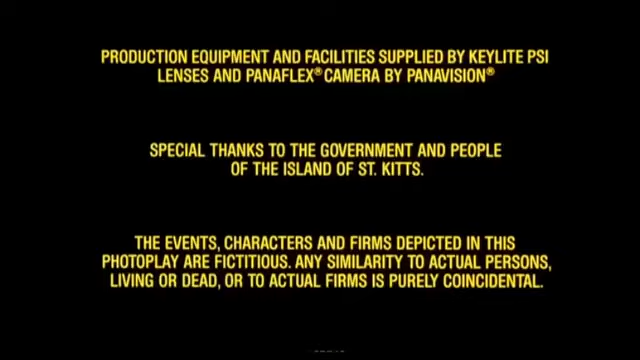 PRODUCTION EQUIPMENT AND FACILITIES SUPPLIED BY KEYLITE PSI
LENSES AND PANAFLEX® CAMERA BY PANAVISION®
SPECIAL THANKS TO THE GOVERNMENT AND PEOPLE
OF THE ISLAND OF ST. KITTS.
THE EVENTS, CHARACTERS AND FIRMS DEPICTED IN THIS
PHOTOPLAY ARE FICTITIOUS. ANY SIMILARITY TO ACTUAL PERSONS,
LIVING OR DEAD, OR TO ACTUAL FIRMS IS PURELY COINCIDENTAL.